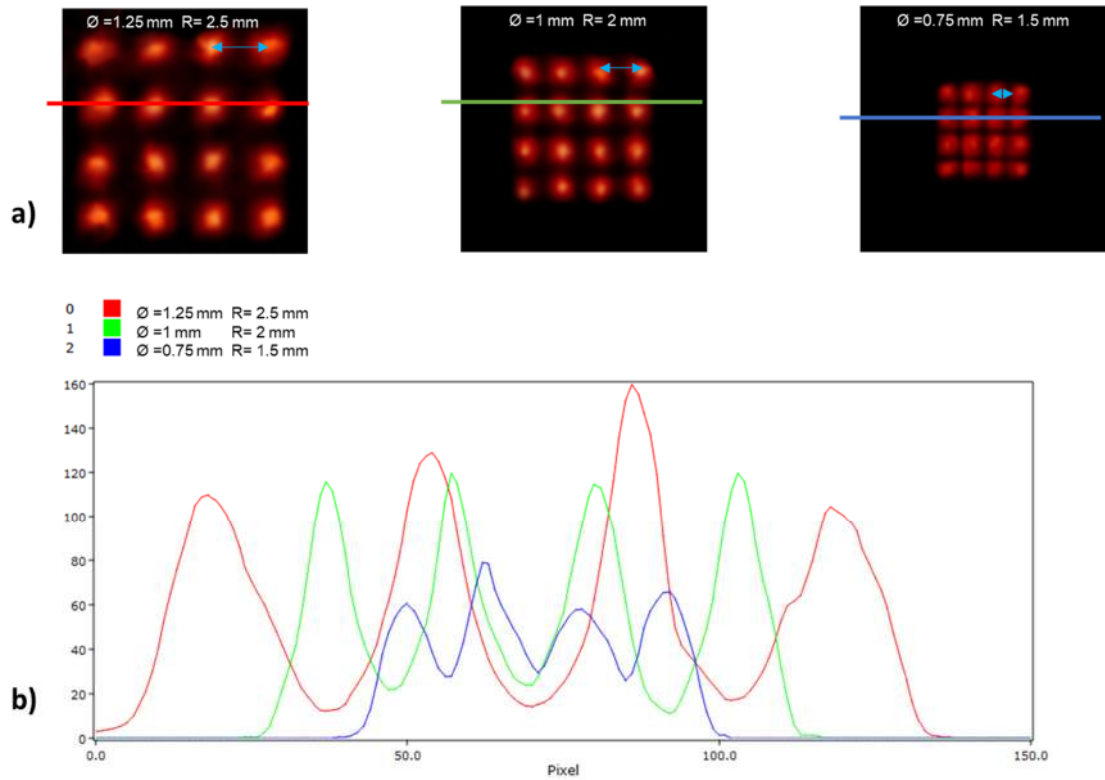 Ø =1.25 mm R= 2.5 mm
Ø =1 mm R= 2 mm
Ø =0.75 mm R= 1.5 mm
a)
0 Ø =1.25 mm R= 2.5 mm
1 Ø =1 mm R= 2 mm
2 Ø =0.75 mm R= 1.5 mm
160
140
120
100
80
60
40
20
0
b)
0.0 50.0 100.0 150.0
Pixel